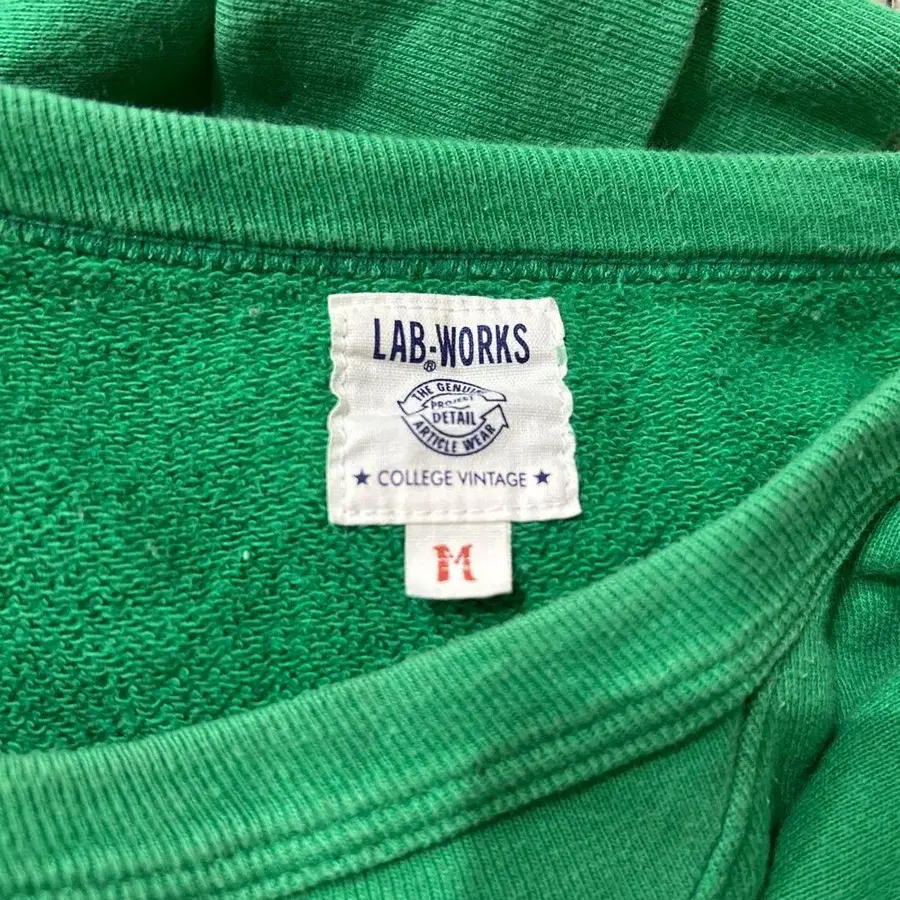 LAB.-WORKS
®
THE GENUINE
PROJECT
DETAIL
ARTICLE WEAR
★ COLLEGE VINTAGE ★
M